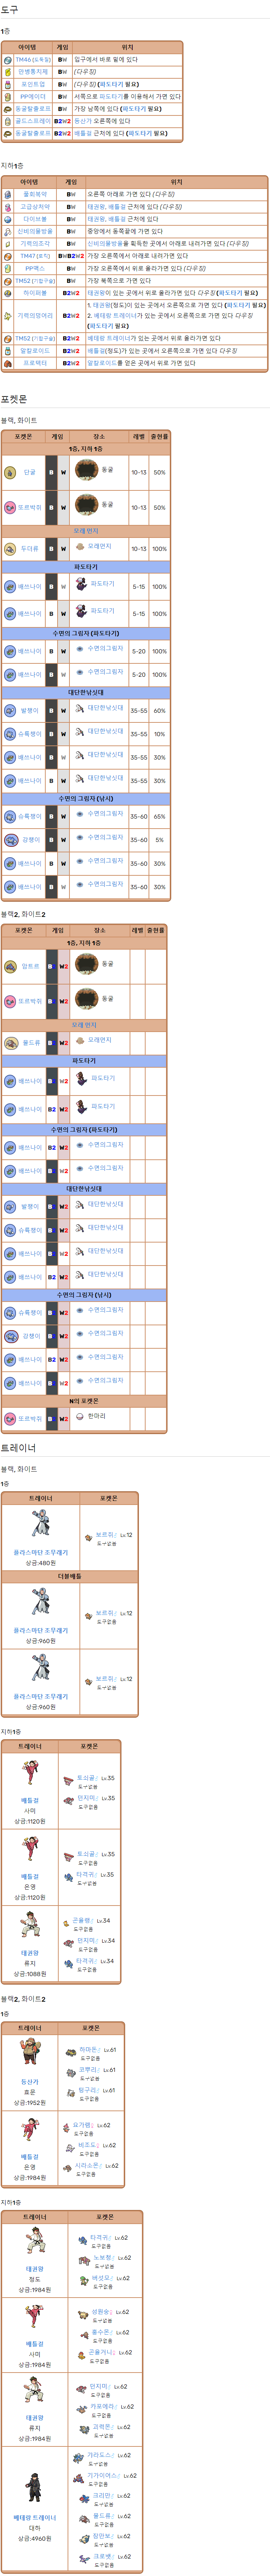 도구
1층
아이템 게임 위치
TM46 (도둑질) BW 입구에서 바로 밑에 있다
만병통치제 BW (다우징)
포인트업 BW (다우징) (파도타기 필요)
PP에이더 BW 서쪽으로 파도타기를 이용해서 가면 있다
동굴탈출로프 BW 가장 남쪽에 있다 (파도타기 필요)
골드스프레이 B2W2 등산가 오른쪽에 있다
동굴탈출로프 B2W2 배틀걸 근처에 있다 (파도타기 필요)
지하1층
아이템 게임 위치
풀회복약 BW 오른쪽 아래로 가면 있다 (다우징)
고급상처약 BW 태권왕, 배틀걸 근처에 있다 (다우징)
다이브볼 BW 태권왕, 배틀걸 근처에 있다
신비의물방울 BW 중앙에서 동쪽끝에 가면 있다
기력의조각 BW 신비의물방울을 획득한 곳에서 아래로 내려가면 있다 (다우징)
TM47 (로킥) BWB2W2 가장 오른쪽에서 아래로 내려가면 있다
PP맥스 BW 가장 오른쪽에서 위로 올라가면 있다 (다우징)
TM52 (기합구슬) BW 가장 북쪽으로 가면 있다
하이퍼볼 B2W2 태권왕이 있는 곳에서 위로 올라가면 있다 다우징 (파도타기 필요)
기력의덩어리 B2W2 1. 태권왕(정도)이 있는 곳에서 오른쪽으로 가면 있다 (파도타기 필요)
2. 베테랑 트레이너가 있는 곳에서 오른쪽으로 가면 있다 다우징
(파도타기 필요)
TM52 (기합구슬) B2W2 베테랑 트레이너가 있는 곳에서 위로 올라가면 있다
말랑로이드 B2W2 배틀걸(정도)가 있는 곳에서 오른쪽으로 가면 있다 다우징
프로텍터 B2W2 말랑로이드를 얻은 곳에서 위로 가면 있다
포켓몬
블랙, 화이트
포켓몬 게임 장소 레벨 출현률
1층, 지하 1층
단굴 B W 동굴 10-13 50%
또르박쥐 B W 동굴 10-13 50%
모래 먼지
두더류 B W 모래먼지 10-13 100%
파도타기
배쓰나이 B W 파도타기 5-15 100%
배쓰나이 B W 파도타기 5-15 100%
수면의 그림자 (파도타기)
배쓰나이 B W 수면의그림자 5-20 100%
배쓰나이 B W 수면의그림자 5-20 100%
대단한낚싯대
발챙이 B W 대단한낚싯대 35-55 60%
슈륙챙이 B W 대단한낚싯대 35-55 10%
배쓰나이 B W 대단한낚싯대 35-55 30%
배쓰나이 B W 대단한낚싯대 35-55 30%
수면의 그림자 (낚시)
슈륙챙이 B W 수면의그림자 35-60 65%
강챙이 B W 수면의그림자 35-60 5%
배쓰나이 B W 수면의그림자 35-60 30%
배쓰나이 B W 수면의그림자 35-60 30%
블랙2, 화이트2
포켓몬 게임 장소 레벨 출현률
1층, 지하 1층
암트르 B2 W2 동굴
또르박쥐 B2 W2 동굴
모래 먼지
몰드류 B2 W2 모래먼지
파도타기
배쓰나이 B2 W2 파도타기
배쓰나이 B2 W2 파도타기
수면의 그림자 (파도타기)
배쓰나이 B2 W2 수면의그림자
배쓰나이 B2 W2 수면의그림자
대단한낚싯대
발챙이 B2 W2 대단한낚싯대
슈륙챙이 B2 W2 대단한낚싯대
배쓰나이 B2 W2 대단한낚싯대
배쓰나이 B2 W2 대단한낚싯대
수면의 그림자 (낚시)
슈륙챙이 B2 W2 수면의그림자
강챙이 B2 W2 수면의그림자
배쓰나이 B2 W2 수면의그림자
배쓰나이 B2 W2 수면의그림자
N의 포켓몬
또르박쥐 B2 W2 한마리
트레이너
블랙, 화이트
1층
트레이너 포켓몬
플라스마단 조무래기
상금:480원
보르쥐♂ Lv.12
도구없음
더블배틀
플라스마단 조무래기
상금:960원
보르쥐♂ Lv.12
도구없음
플라스마단 조무래기
상금:960원
보르쥐♂ Lv.12
도구없음
지하1층
트레이너 포켓몬
배틀걸
사미
상금:1120원
토쇠골♂ Lv.35
도구없음
던지미♂ Lv.35
도구없음
배틀걸
은영
상금:1120원
토쇠골♂ Lv.35
도구없음
타격귀♂ Lv.35
도구없음
태권왕
류지
상금:1088원
곤율랭♂ Lv.34
도구없음
던지미♂ Lv.34
도구없음
타격귀♂ Lv.34
도구없음
블랙2, 화이트2
1층
트레이너 포켓몬
등산가
효문
상금:1952원
하마돈♂ Lv.61
도구없음
코뿌리♂ Lv.61
도구없음
텅구리♂ Lv.61
도구없음
배틀걸
은영
상금:1984원
요가램♀ Lv.62
도구없음
비조도♀ Lv.62
도구없음
시라소몬♂ Lv.62
도구없음
지하1층
트레이너 포켓몬
태권왕
정도
상금:1984원
타격귀♂ Lv.62
도구없음
노보청♂ Lv.62
도구없음
버섯모♂ Lv.62
도구없음
배틀걸
사미
상금:1984원
성원숭♀ Lv.62
도구없음
홍수몬♂ Lv.62
도구없음
곤율거니♀ Lv.62
도구없음
태권왕
류지
상금:1984원
던지미♂ Lv.62
도구없음
카포에라♂ Lv.62
도구없음
괴력몬♂ Lv.62
도구없음
베테랑 트레이너
대하
상금:4960원
갸라도스♂ Lv.62
도구없음
기가이어스♂ Lv.62
도구없음
크리만♂ Lv.62
도구없음
몰드류♂ Lv.62
도구없음
잠만보♂ Lv.62
도구없음
크로뱃♂ Lv.62
도구없음